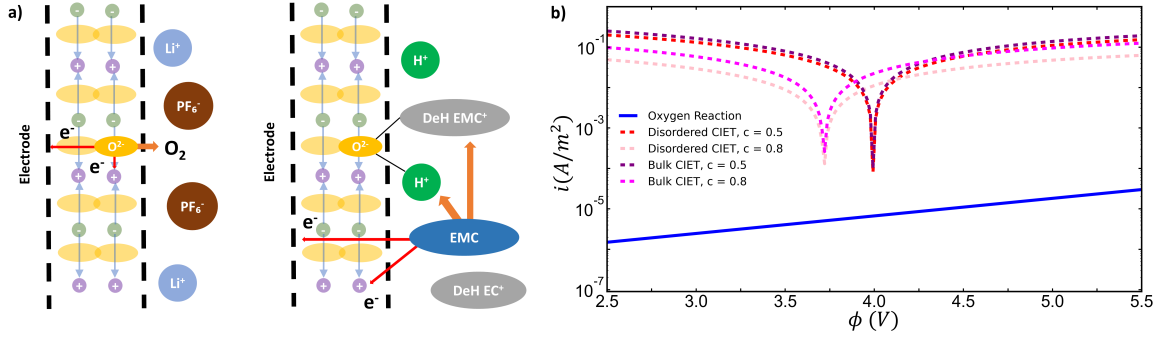 a)
Electrode
-
-
+
+
-
-
e⁻
O²⁻
O₂
e⁻
+
+
-
-
+
+
Li⁺
PF₆⁻
PF₆⁻
Li⁺
Electrode
-
-
+
+
-
-
O²⁻
+
+
-
-
e⁻
+
+
e⁻
H⁺
DeH EMC⁺
H⁺
EMC
DeH EC⁺
b)
i(A/m²)
10⁻¹
10⁻³
10⁻⁵
10⁻⁷
Oxygen Reaction
Disordered CIET, c = 0.5
Disordered CIET, c = 0.8
Bulk CIET, c = 0.5
Bulk CIET, c = 0.8
2.5 3.0 3.5 4.0 4.5 5.0 5.5
ϕ (V)